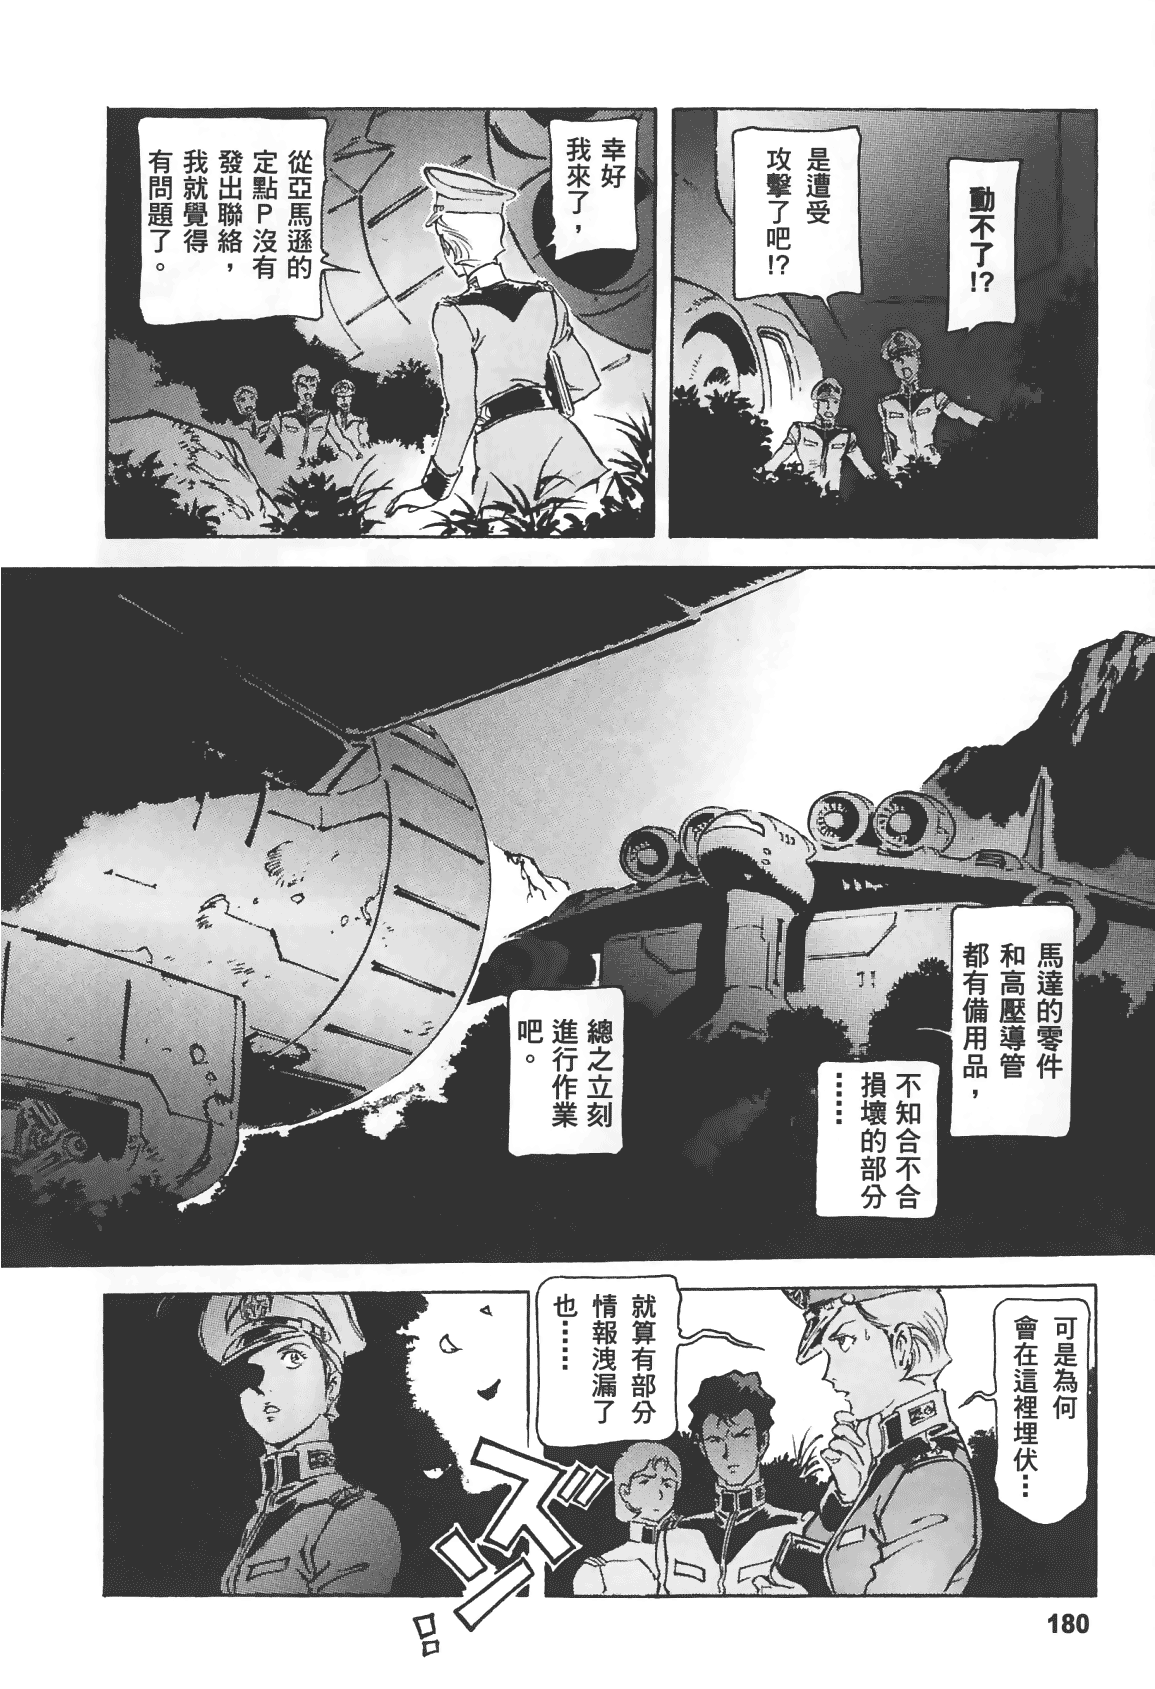 動不了!?
是遭受
攻擊了吧!?
幸好
我來了，
從亞馬遜的
定點P沒有
發出聯絡，
我就覺得
有問題了。
馬達的零件
和高壓導管
都有備用品，
不知合不合
損壞的部分
……
總之立刻
進行作業
吧。
可是為何
會在這裡埋伏…
就算有部分
情報洩漏了
也……
ズシ…
180